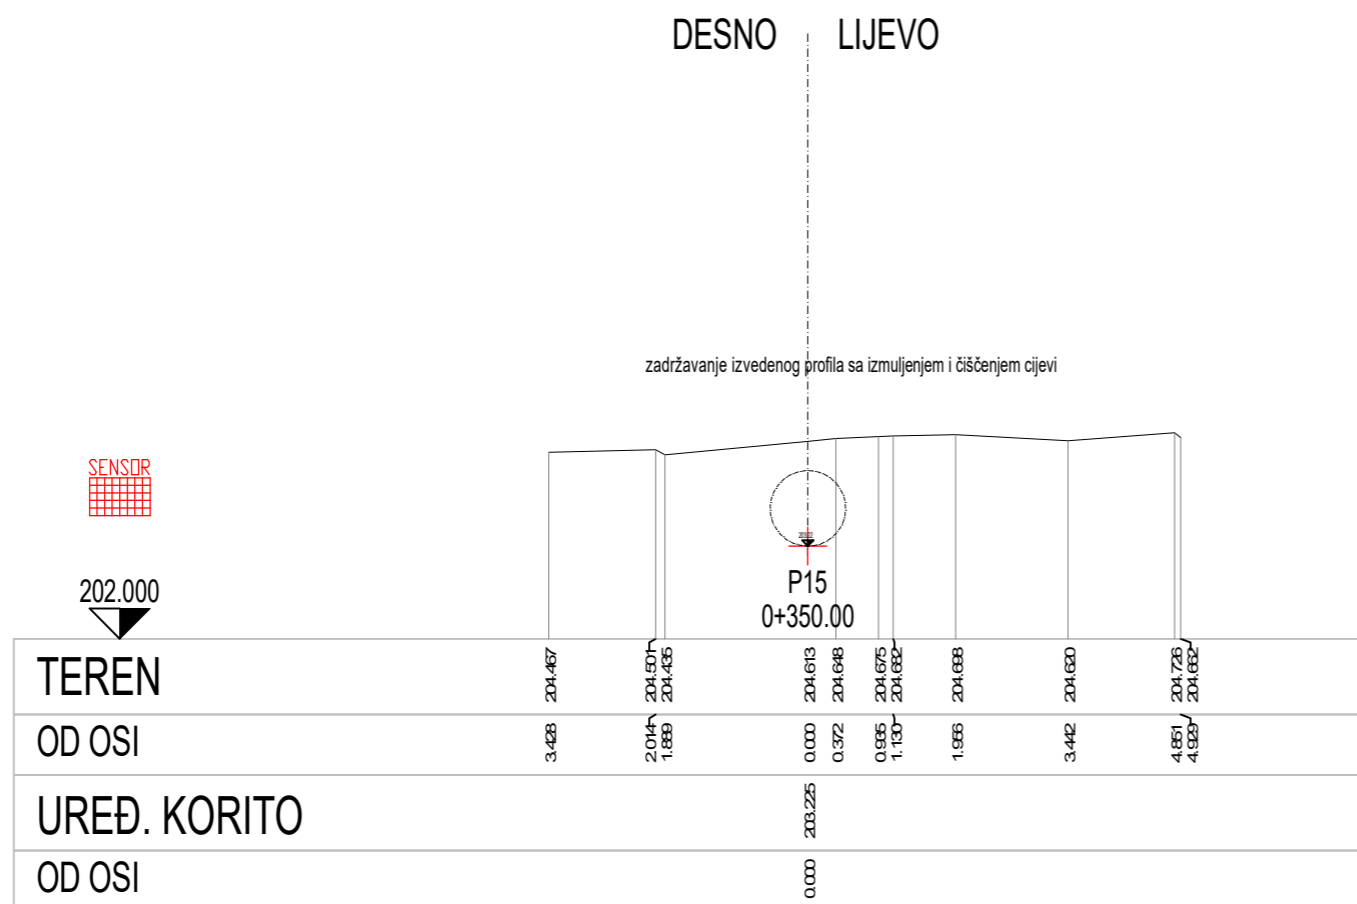 DESNO LIJEVO
zadržavanje izvedenog profila sa izmuljenjem i čiščenjem cijevi
SENSOR
P15
202.000
0+350.00
TEREN 204.467 204.501 204.435 204.613 204.648 204.675 204.682 204.698 204.620 204.726 204.662
OD OSI 3.428 2.014 1.889 0.000 0.372 0.935 1.130 1.956 3.442 4.851 4.929
UREĐ. KORITO 203.225
OD OSI 0.000